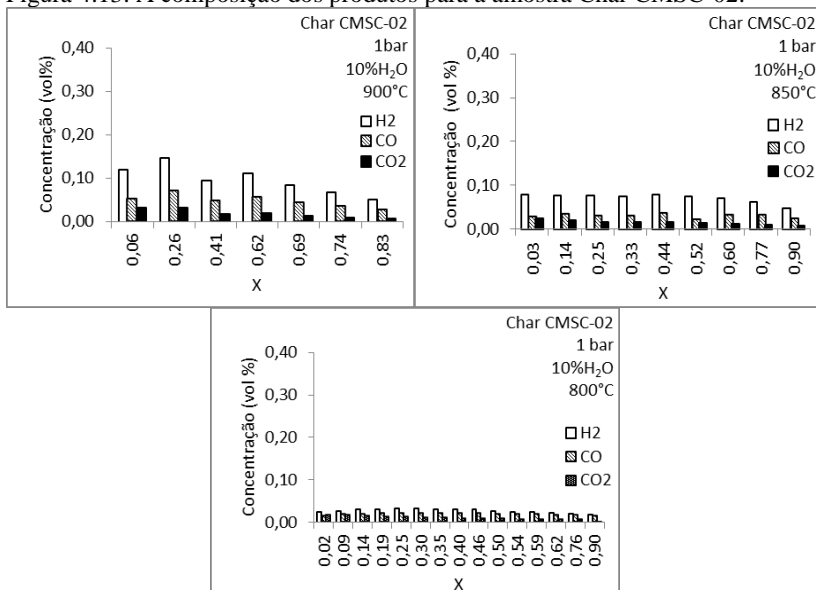 Figura 4.15: A composição dos produtos para a amostra Char CMSC-02.
Char CMSC-02
1bar
10%H₂O
900°C
H2
CO
CO2
Concentração (vol%)
0,40
0,30
0,20
0,10
0,00
0,06
0,26
0,41
0,62
0,69
0,74
0,83
X
Char CMSC-02
1 bar
10%H₂O
850°C
H2
CO
CO2
Concentração (vol %)
0,40
0,30
0,20
0,10
0,00
0,03
0,14
0,25
0,33
0,44
0,52
0,60
0,77
0,90
X
Char CMSC-02
1 bar
10%H₂O
800°C
H2
CO
CO2
Concentração (vol %)
0,40
0,30
0,20
0,10
0,00
0,02
0,09
0,14
0,19
0,25
0,30
0,35
0,40
0,46
0,50
0,54
0,59
0,62
0,76
0,90
X